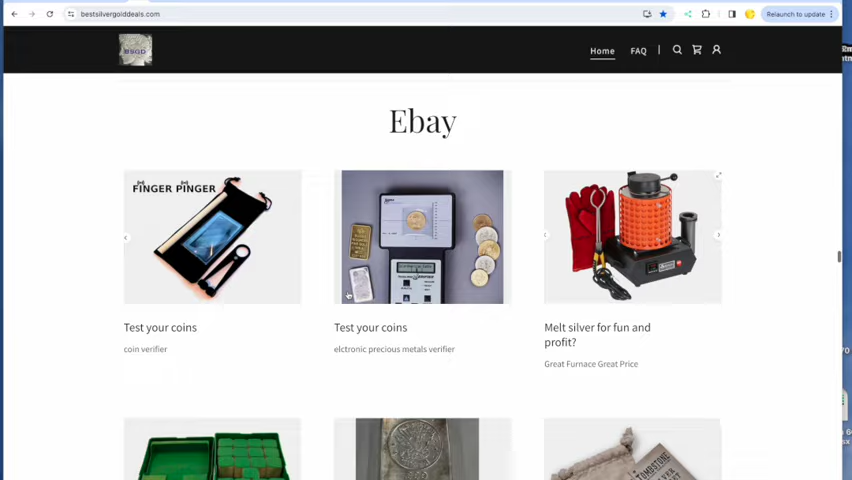 bestsilvergolddeals.com
Relaunch to update
BSGD
Home
FAQ
Ebay
FINGER PINGER
Test your coins
coin verifier
Test your coins
elctronic precious metals verifier
Melt silver for fun and
profit?
Great Furnace Great Price
TOMBSTONE